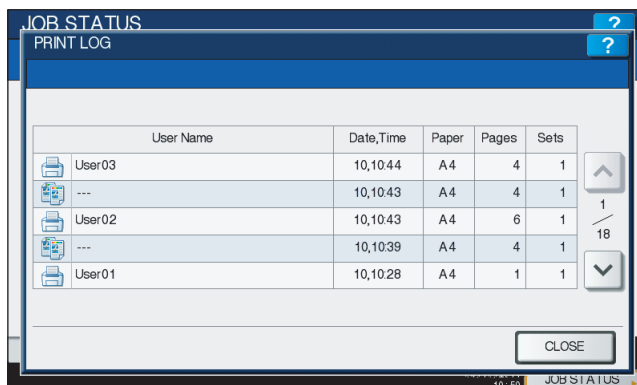 JOB STATUS ?
PRINT LOG ?
User Name Date,Time Paper Pages Sets
User03 10,10:44 A4 4 1
--- 10,10:43 A4 4 1
User02 10,10:43 A4 6 1
--- 10,10:39 A4 4 1
User01 10,10:28 A4 1 1
1
/
18
CLOSE
JOB STATUS